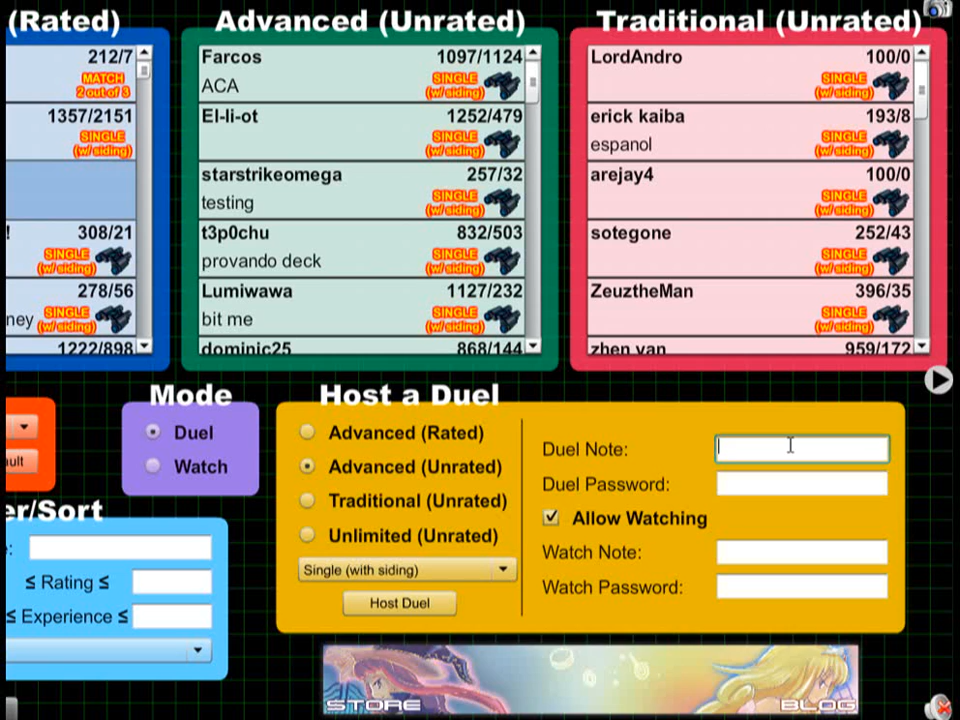 (Rated)
212/7
MATCH
2 out of 3
1357/2151
SINGLE
(w/ siding)
!
308/21
SINGLE
(w/ siding)
278/56
ney
SINGLE
(w/ siding)
1222/898
Advanced (Unrated)
Farcos
1097/1124
ACA
SINGLE
(w/ siding)
El-li-ot
1252/479
SINGLE
(w/ siding)
starstrikeomega
257/32
testing
SINGLE
(w/ siding)
t3p0chu
832/503
provando deck
SINGLE
(w/ siding)
Lumiwawa
1127/232
bit me
SINGLE
(w/ siding)
dominic25
868/144
Traditional (Unrated)
LordAndro
100/0
SINGLE
(w/ siding)
erick kaiba
193/8
espanol
SINGLE
(w/ siding)
arejay4
100/0
SINGLE
(w/ siding)
sotegone
252/43
SINGLE
(w/ siding)
ZeuztheMan
396/35
SINGLE
(w/ siding)
zhen yan
959/172
ault
er/Sort
e:
≤ Rating ≤
≤ Experience ≤
Mode
Duel
Watch
Host a Duel
Advanced (Rated)
Advanced (Unrated)
Traditional (Unrated)
Unlimited (Unrated)
Single (with siding)
Host Duel
Duel Note:
Duel Password:
Allow Watching
Watch Note:
Watch Password:
STORE
BLOG